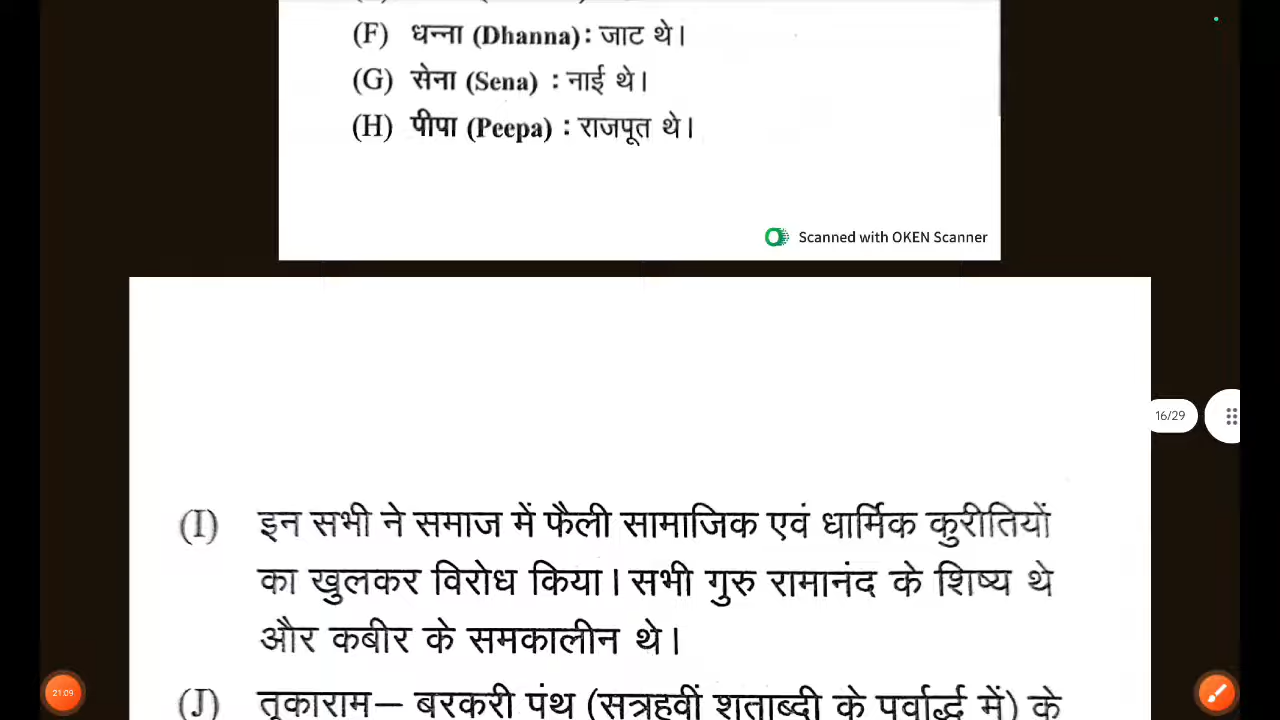 (F) धन्ना (Dhanna): जाट थे।
(G) सेना (Sena) : नाई थे।
(H) पीपा (Peepa) : राजपूत थे।
Scanned with OKEN Scanner
16/29
(I) इन सभी ने समाज में फैली सामाजिक एवं धार्मिक कुरीतियों
का खुलकर विरोध किया। सभी गुरु रामानंद के शिष्य थे
और कबीर के समकालीन थे।
21:09
(J) तूकाराम— बरकरी पंथ (सत्रहवीं शताब्दी के पूर्वार्द्ध में) के